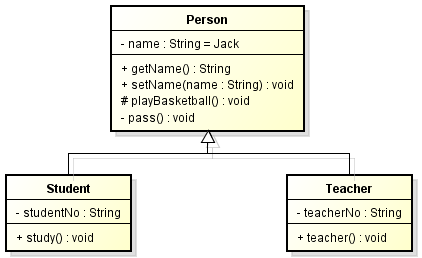 Person
- name : String = Jack
+ getName() : String
+ setName(name : String) : void
# playBasketball() : void
- pass() : void
Student
- studentNo : String
+ study() : void
Teacher
- teacherNo : String
+ teacher() : void